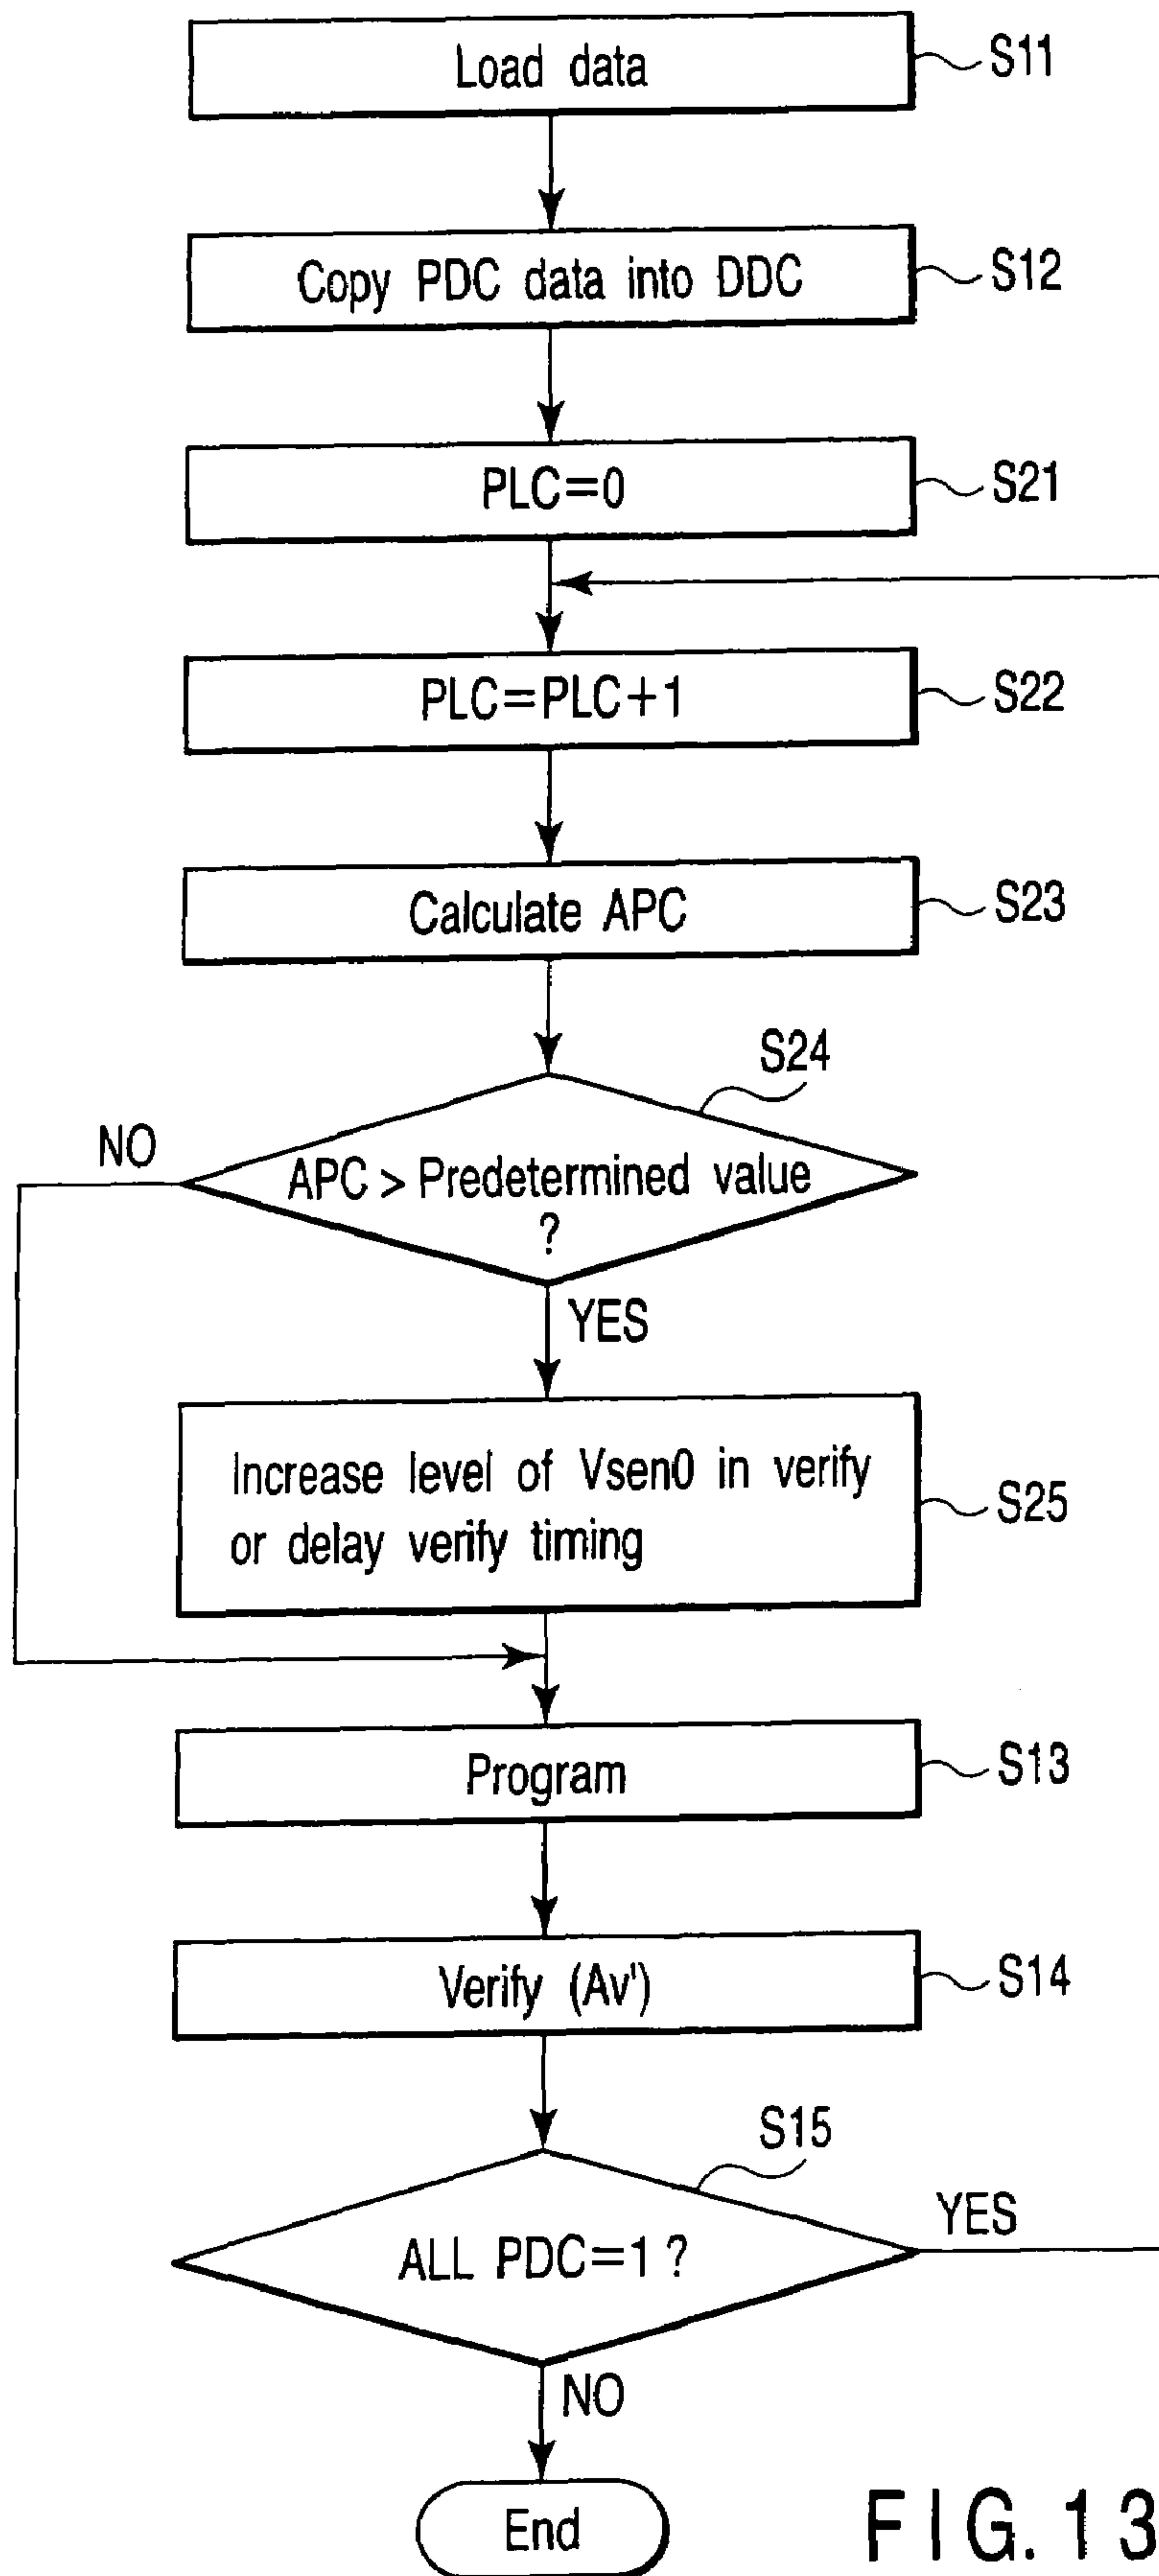 Load data
S11
Copy PDC data into DDC
S12
PLC=0
S21
PLC=PLC+1
S22
Calculate APC
S23
S24
NO
APC > Predetermined value
?
YES
Increase level of Vsen0 in verify
or delay verify timing
S25
Program
S13
Verify (Av')
S14
S15
ALL PDC=1 ?
YES
NO
End
FIG. 13